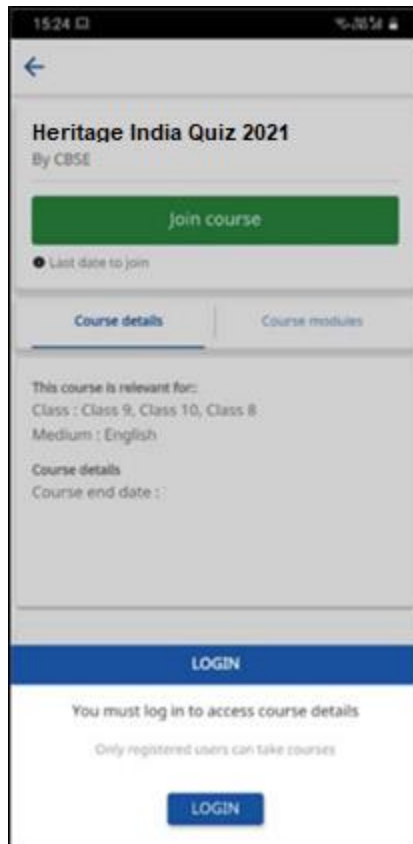 15:24
Heritage India Quiz 2021
By CBSE
Join course
Last date to join
Course details
Course modules
This course is relevant for::
Class : Class 9, Class 10, Class 8
Medium : English
Course details
Course end date :
LOGIN
You must log in to access course details
Only registered users can take courses
LOGIN